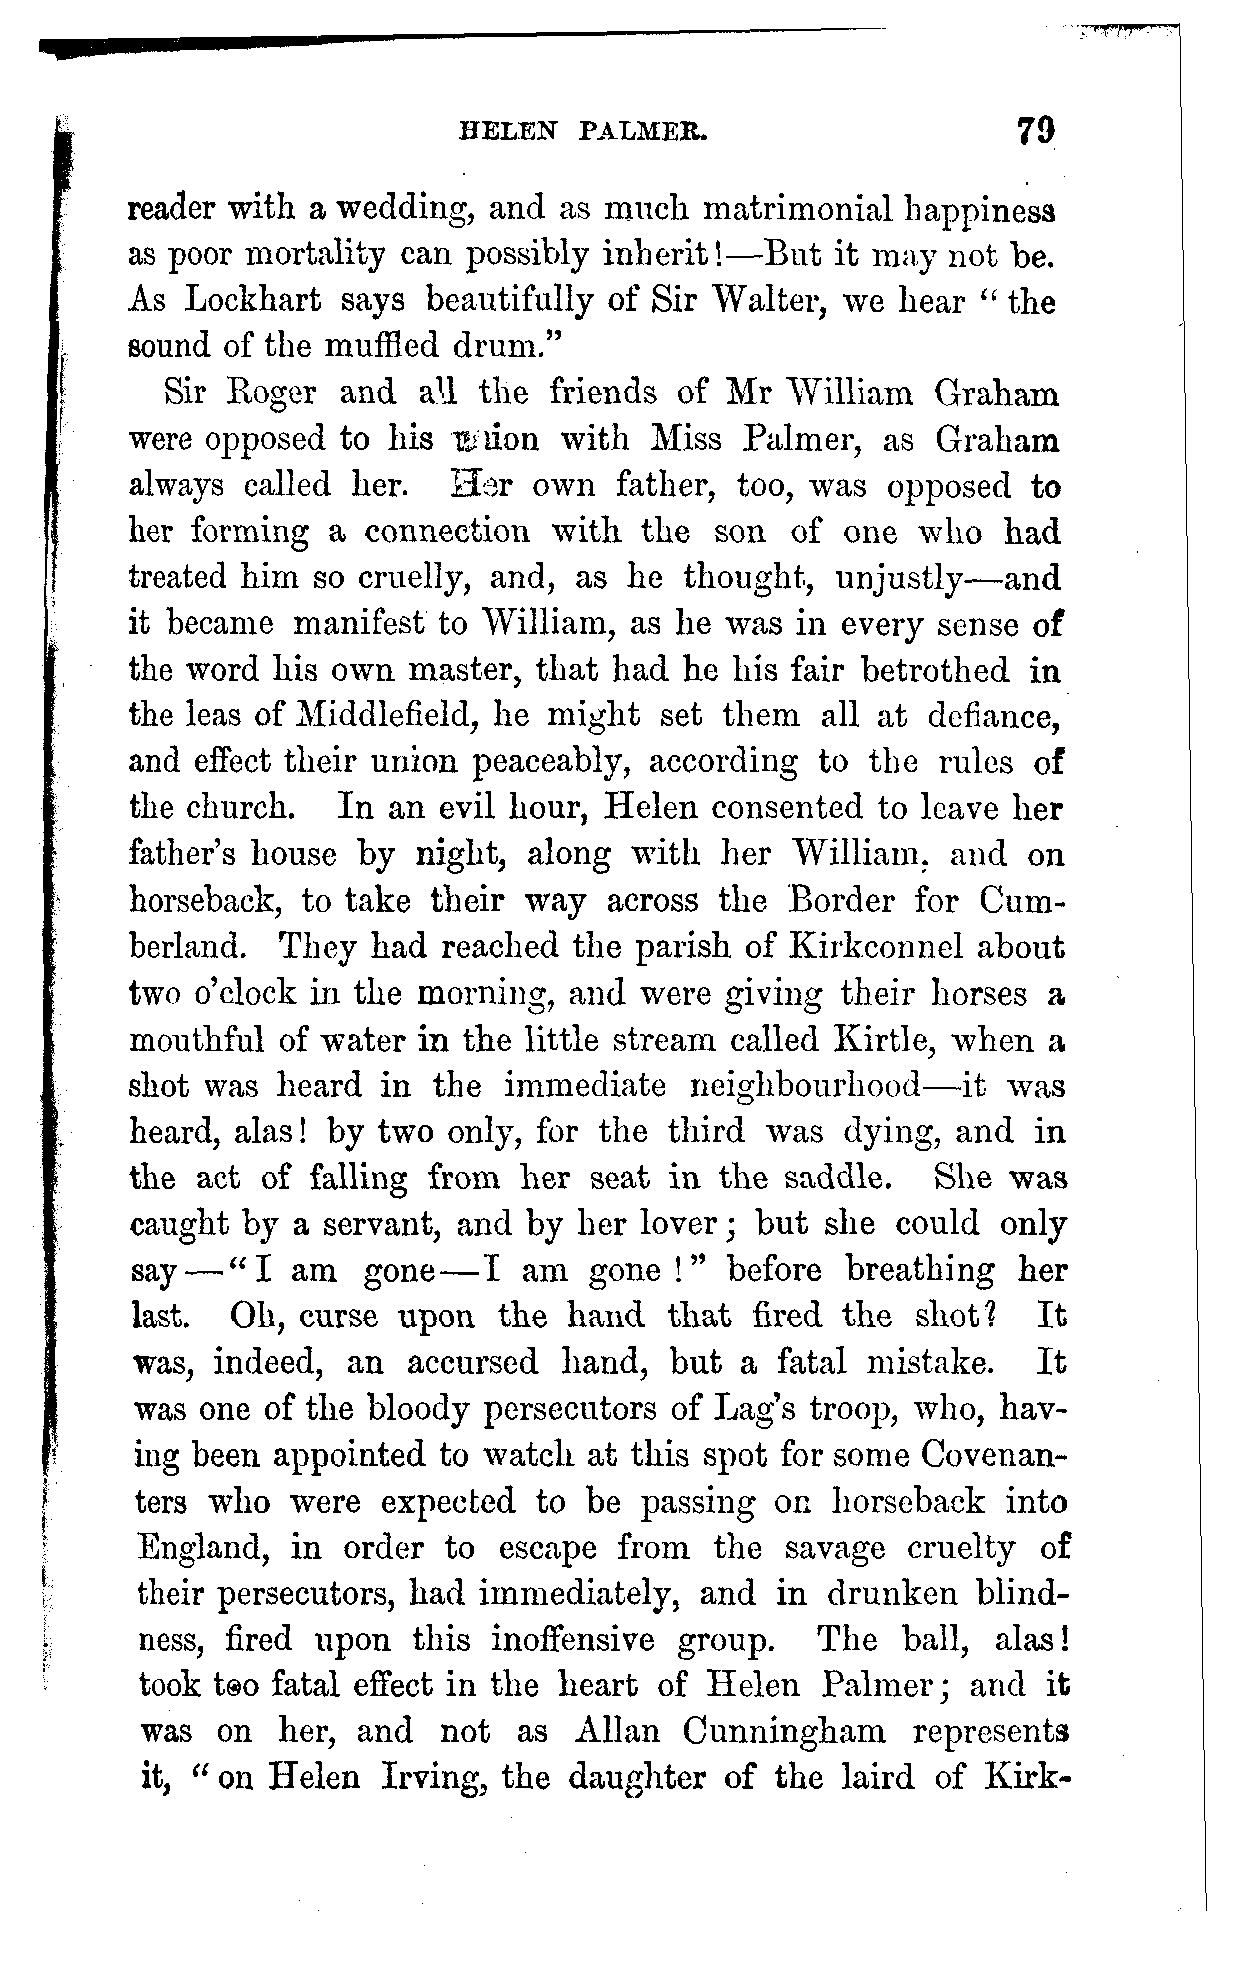 HELEN PALMER. 79
reader with a wedding, and as much matrimonial happiness
as poor mortality can possibly inherit!—But it may not be.
As Lockhart says beautifully of Sir Walter, we hear “ the
sound of the muffled drum.”
Sir Roger and all the friends of Mr William Graham
were opposed to his union with Miss Palmer, as Graham
always called her. Her own father, too, was opposed to
her forming a connection with the son of one who had
treated him so cruelly, and, as he thought, unjustly—and
it became manifest to William, as he was in every sense of
the word his own master, that had he his fair betrothed in
the leas of Middlefield, he might set them all at defiance,
and effect their union peaceably, according to the rules of
the church. In an evil hour, Helen consented to leave her
father’s house by night, along with her William, and on
horseback, to take their way across the Border for Cum-
berland. They had reached the parish of Kirkconnel about
two o’clock in the morning, and were giving their horses a
mouthful of water in the little stream called Kirtle, when a
shot was heard in the immediate neighbourhood—it was
heard, alas! by two only, for the third was dying, and in
the act of falling from her seat in the saddle. She was
caught by a servant, and by her lover; but she could only
say—“ I am gone—I am gone !” before breathing her
last. Oh, curse upon the hand that fired the shot? It
was, indeed, an accursed hand, but a fatal mistake. It
was one of the bloody persecutors of Lag’s troop, who, hav-
ing been appointed to watch at this spot for some Covenan-
ters who were expected to be passing on horseback into
England, in order to escape from the savage cruelty of
their persecutors, had immediately, and in drunken blind-
ness, fired upon this inoffensive group. The ball, alas!
took too fatal effect in the heart of Helen Palmer; and it
was on her, and not as Allan Cunningham represents
it, “ on Helen Irving, the daughter of the laird of Kirk-